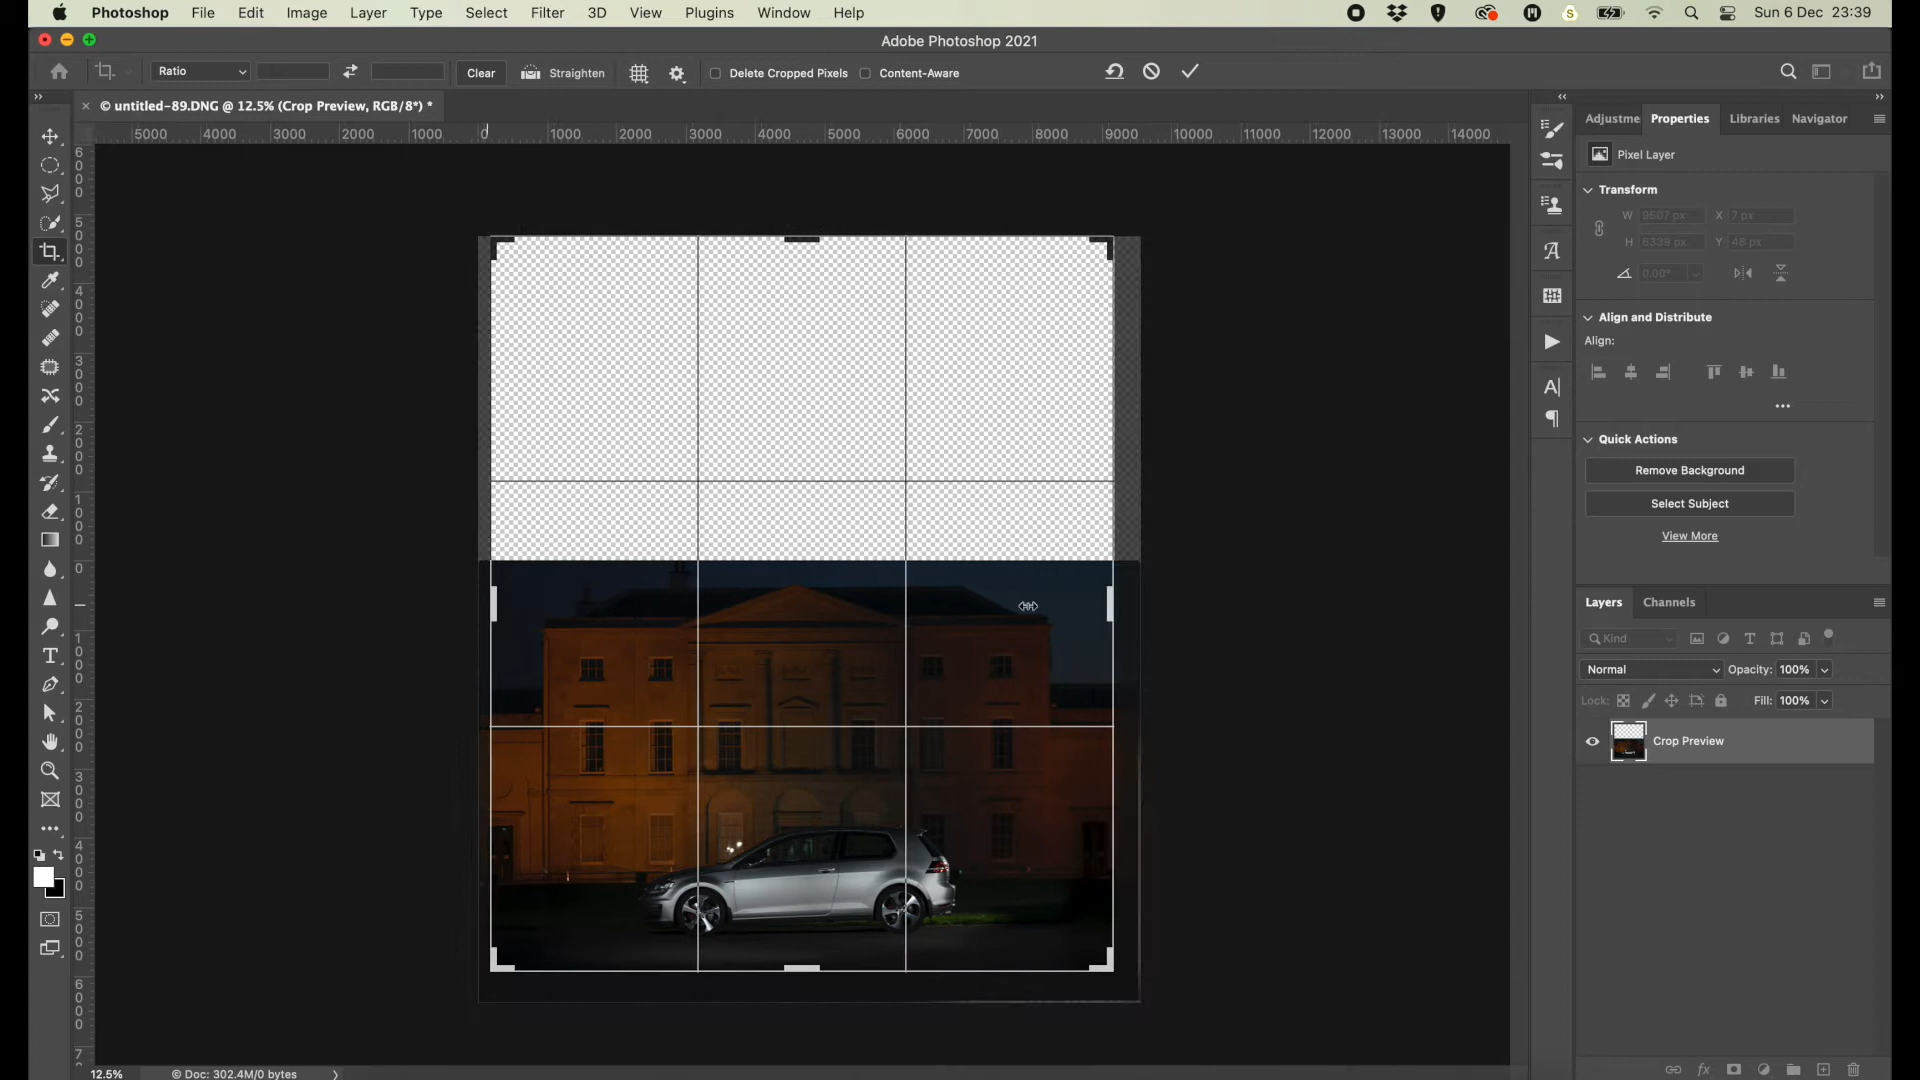 Photoshop File Edit Image Layer Type Select Filter 3D View Plugins Window Help
Sun 6 Dec 23:39
Adobe Photoshop 2021
Ratio Clear Straighten Delete Cropped Pixels Content-Aware
© untitled-89.DNG @ 12.5% (Crop Preview, RGB/8*) *
5000 4000 3000 2000 1000 0 1000 2000 3000 4000 5000 6000 7000 8000 9000 10000 11000 12000 13000 14000
6000
5000
4000
3000
2000
1000
0
1000
2000
3000
4000
5000
6000
7
Adjustme Properties Libraries Navigator
Pixel Layer
Transform
W 9507 px X 7 px
H 6339 px Y 48 px
0.00°
Align and Distribute
Align:
Quick Actions
Remove Background
Select Subject
View More
Layers Channels
Kind
Normal Opacity: 100%
Lock: Fill: 100%
Crop Preview
12.5% © Doc: 302.4M/0 bytes